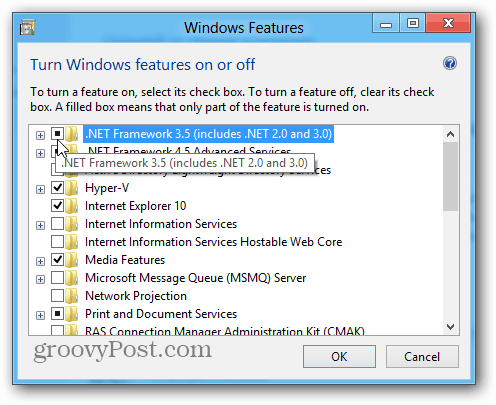 Windows Features
Turn Windows features on or off
To turn a feature on, select its check box. To turn a feature off, clear its check
box. A filled box means that only part of the feature is turned on.
.NET Framework 3.5 (includes .NET 2.0 and 3.0)
.NET Framework 4.5 Advanced Services
.NET Framework 3.5 (includes .NET 2.0 and 3.0)
Active Directory Lightweight Directory Services
Hyper-V
Internet Explorer 10
Internet Information Services
Internet Information Services Hostable Web Core
Media Features
Microsoft Message Queue (MSMQ) Server
Network Projection
Print and Document Services
RAS Connection Manager Administration Kit (CMAK)
groovyPost.com
OK
Cancel